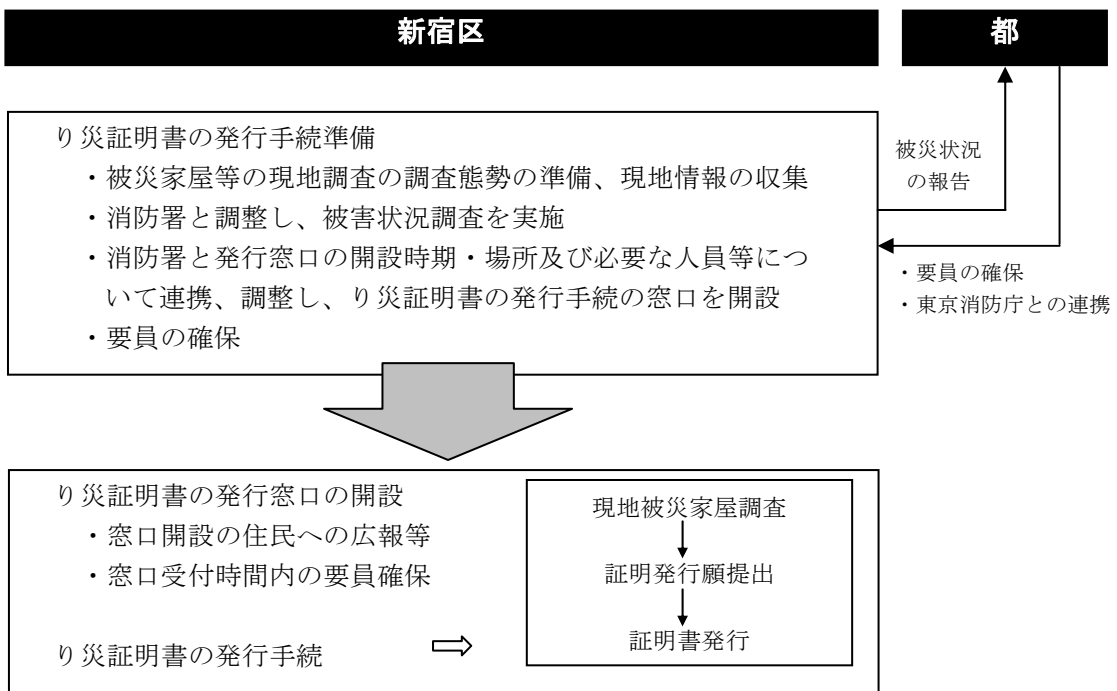 新宿区
都
り災証明書の発行手続準備
・被災家屋等の現地調査の調査態勢の準備、現地情報の収集
・消防署と調整し、被害状況調査を実施
・消防署と発行窓口の開設時期・場所及び必要な人員等につ
いて連携、調整し、り災証明書の発行手続の窓口を開設
・要員の確保
被災状況
の報告
・要員の確保
・東京消防庁との連携
り災証明書の発行窓口の開設
・窓口開設の住民への広報等
・窓口受付時間内の要員確保
り災証明書の発行手続
現地被災家屋調査
証明発行願提出
証明書発行